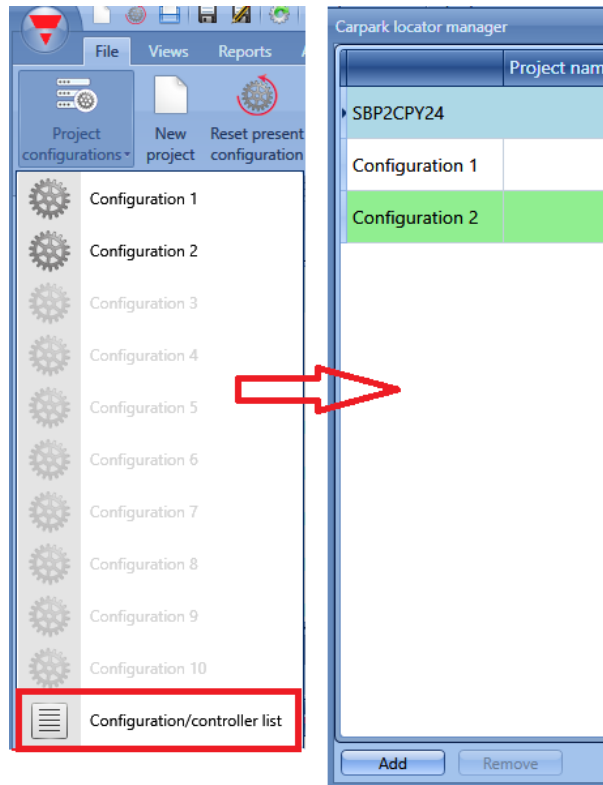 File Views Reports
Project configurations
New project
Reset present configuration
Configuration 1
Configuration 2
Configuration 3
Configuration 4
Configuration 5
Configuration 6
Configuration 7
Configuration 8
Configuration 9
Configuration 10
Configuration/controller list
Carpark locator manager
Project nam
SBP2CPY24
Configuration 1
Configuration 2
Add Remove